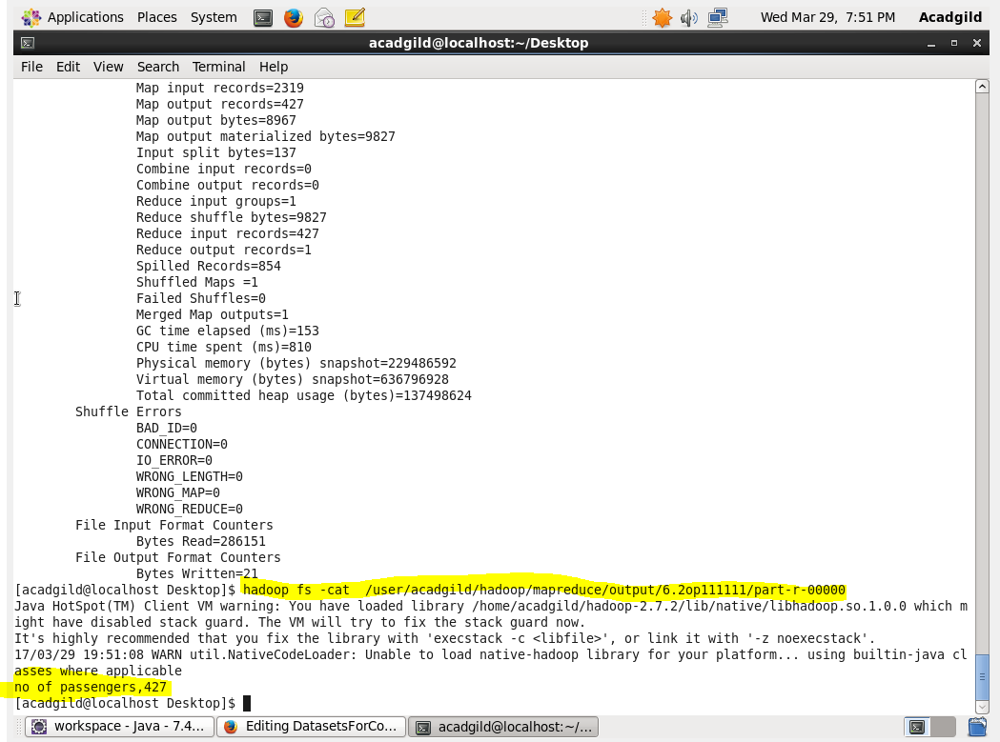 Applications Places System Wed Mar 29, 7:51 PM Acadgild
acadgild@localhost:~/Desktop
File Edit View Search Terminal Help
Map input records=2319
Map output records=427
Map output bytes=8967
Map output materialized bytes=9827
Input split bytes=137
Combine input records=0
Combine output records=0
Reduce input groups=1
Reduce shuffle bytes=9827
Reduce input records=427
Reduce output records=1
Spilled Records=854
Shuffled Maps =1
Failed Shuffles=0
Merged Map outputs=1
GC time elapsed (ms)=153
CPU time spent (ms)=810
Physical memory (bytes) snapshot=229486592
Virtual memory (bytes) snapshot=636796928
Total committed heap usage (bytes)=137498624
Shuffle Errors
BAD_ID=0
CONNECTION=0
IO_ERROR=0
WRONG_LENGTH=0
WRONG_MAP=0
WRONG_REDUCE=0
File Input Format Counters
Bytes Read=286151
File Output Format Counters
Bytes Written=21
[acadgild@localhost Desktop]$ hadoop fs -cat  /user/acadgild/hadoop/mapreduce/output/6.2op111111/part-r-00000
Java HotSpot(TM) Client VM warning: You have loaded library /home/acadgild/hadoop-2.7.2/lib/native/libhadoop.so.1.0.0 which m
ight have disabled stack guard. The VM will try to fix the stack guard now.
It's highly recommended that you fix the library with 'execstack -c <libfile>', or link it with '-z noexecstack'.
17/03/29 19:51:08 WARN util.NativeCodeLoader: Unable to load native-hadoop library for your platform... using builtin-java cl
asses where applicable
no of passengers,427
[acadgild@localhost Desktop]$
workspace - Java - 7.4... Editing DatasetsForCo... acadgild@localhost:~/...